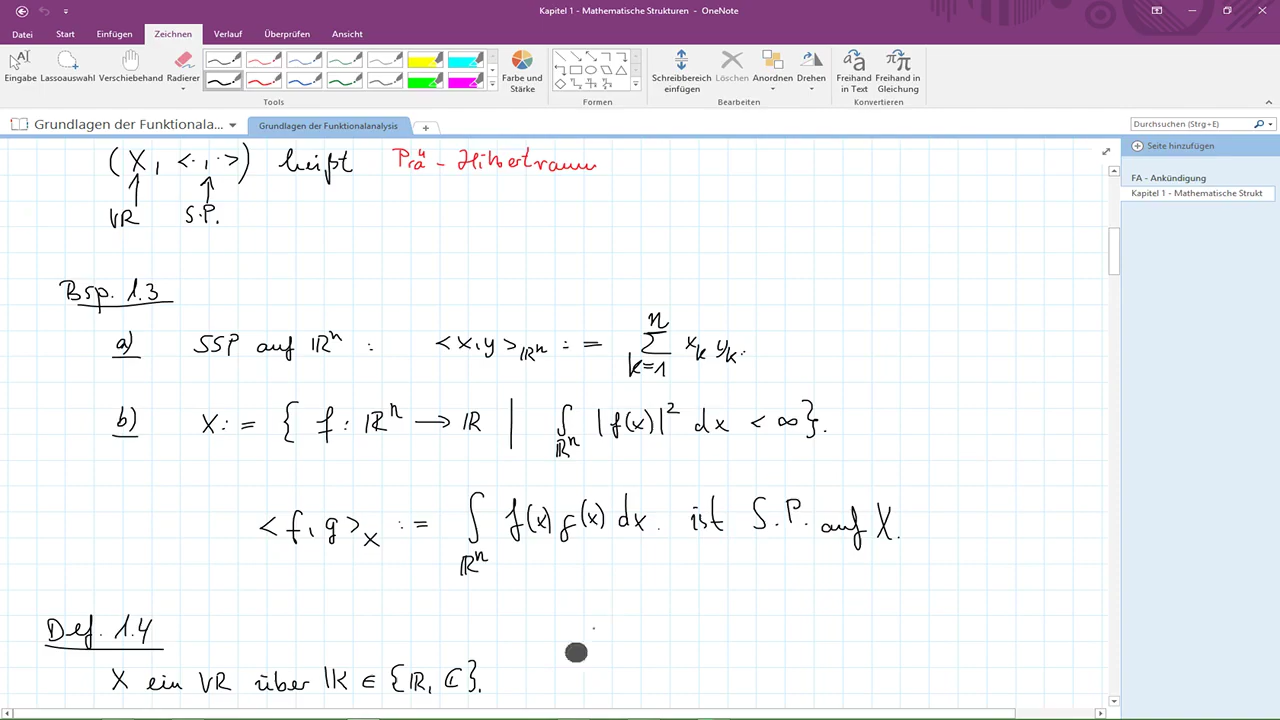 Kapitel 1 - Mathematische Strukturen - OneNote
Datei Start Einfügen Zeichnen Verlauf Überprüfen Ansicht
Eingabe Lassoauswahl Verschiebehand Radierer Farbe und Stärke Schreibbereich einfügen Löschen Anordnen Drehen Freihand in Text Freihand in Gleichung
Tools Formen Bearbeiten Konvertieren
Grundlagen der Funktionala... Grundlagen der Funktionalanalysis Durchsuchen (Strg+E)
Seite hinzufügen
FA - Ankündigung
Kapitel 1 - Mathematische Strukt
(X, <·,·>) heißt Prä - Hilbertraum
VR S.P.
Bsp. 1.3
a) SSP auf ℝⁿ : <x,y>_ℝⁿ := ∑_{k=1}^{n} x_k y_k.
b) X := { f : ℝⁿ → ℝ | ∫_ℝⁿ |f(x)|² dx < ∞}.
<f,g>_X := ∫_ℝⁿ f(x) g(x) dx. ist S.P. auf X.
Def. 1.4
X ein VR über 𝕂 ∈ {ℝ, ℂ}.